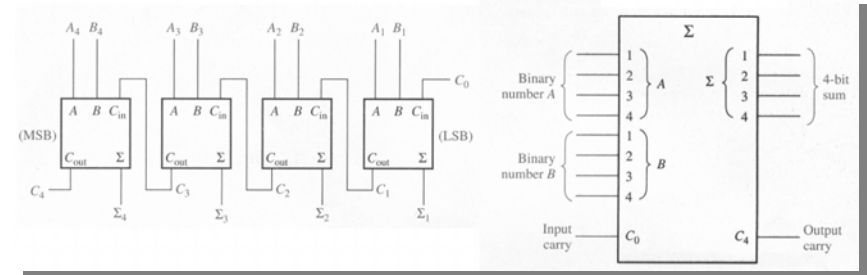 A4 B4 A3 B3 A2 B2 A1 B1
C0
A B Cin A B Cin A B Cin A B Cin
(MSB) (LSB)
Cout Σ Cout Σ Cout Σ Cout Σ
C4 C3 C2 C1
Σ4 Σ3 Σ2 Σ1
Σ
Binary
number A
1
2
3
4
A
Binary
number B
1
2
3
4
B
Input
carry
C0
Σ
1
2
3
4
4-bit
sum
C4
Output
carry